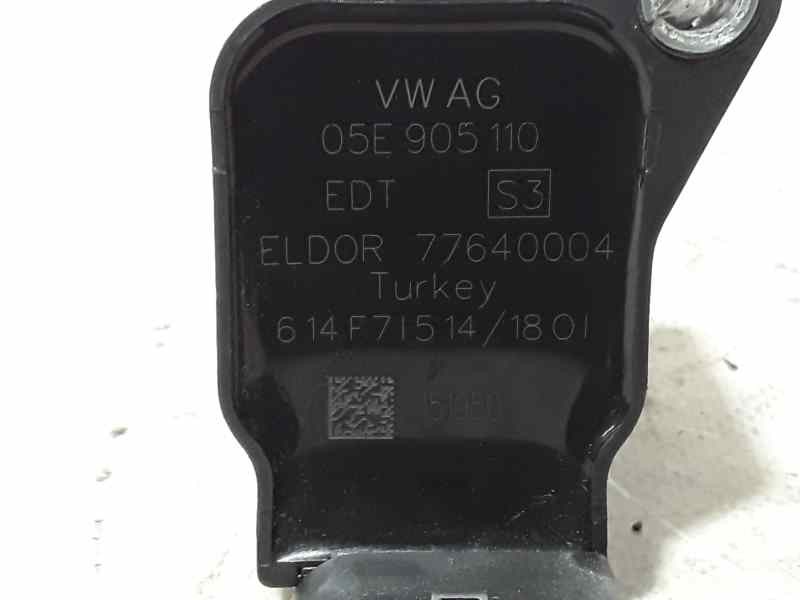 VW AG
05E 905 110
EDT S3
ELDOR 77640004
Turkey
614F71514/1801